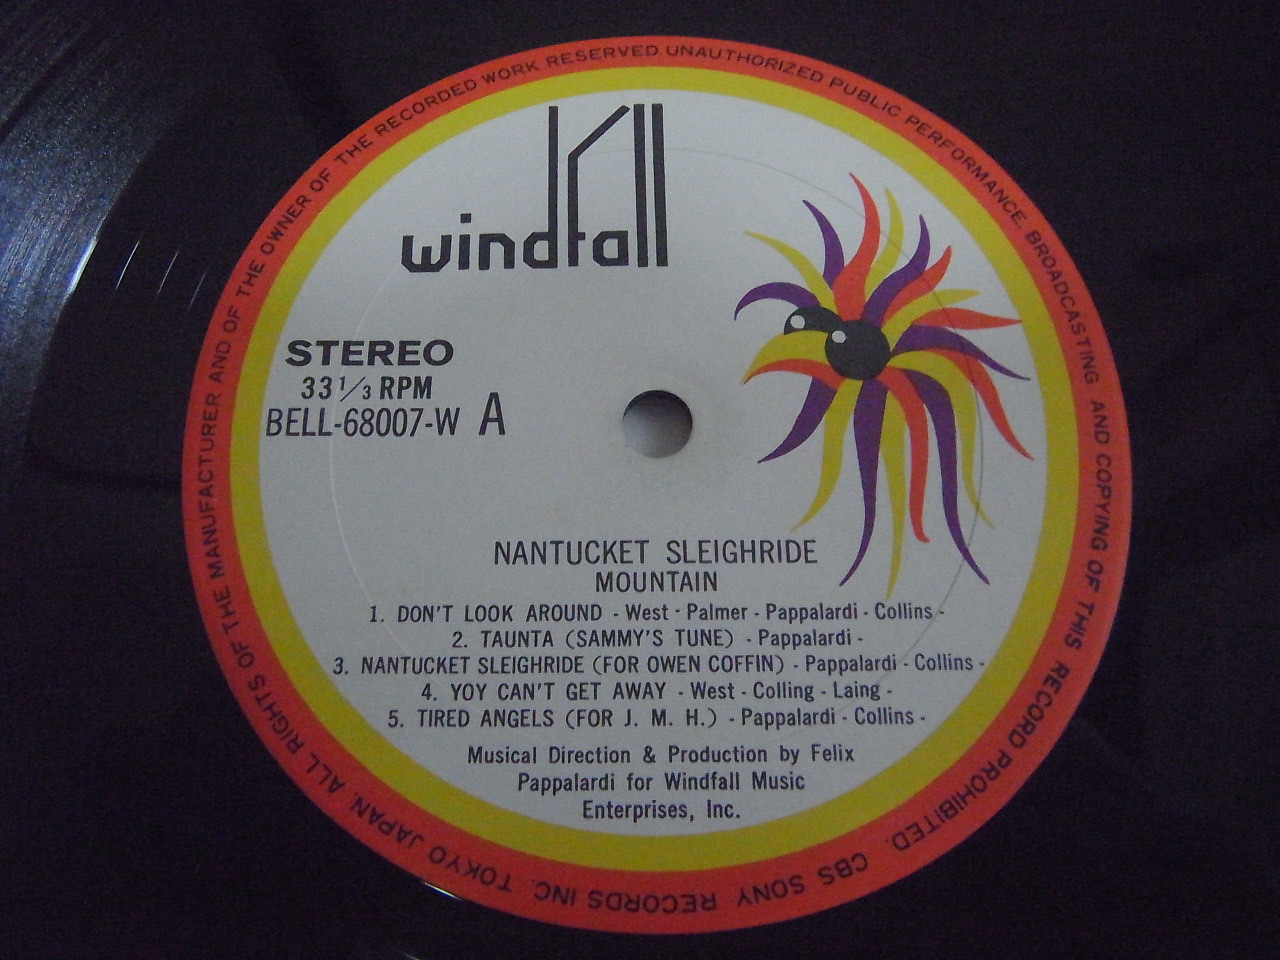 windfall
STEREO
33 1/3 RPM
BELL-68007-W A
NANTUCKET SLEIGHRIDE
MOUNTAIN
1. DON'T LOOK AROUND - West - Palmer - Pappalardi - Collins -
2. TAUNTA (SAMMY'S TUNE) - Pappalardi -
3. NANTUCKET SLEIGHRIDE (FOR OWEN COFFIN) - Pappalardi - Collins -
4. YOY CAN'T GET AWAY - West - Colling - Laing -
5. TIRED ANGELS (FOR J. M. H.) - Pappalardi - Collins -
Musical Direction & Production by Felix
Pappalardi for Windfall Music
Enterprises, Inc.
ALL RIGHTS OF THE MANUFACTURER AND OF THE OWNER OF THE RECORDED WORK RESERVED. UNAUTHORIZED PUBLIC PERFORMANCE, BROADCASTING AND COPYING OF THIS RECORD PROHIBITED. CBS SONY RECORDS INC. TOKYO JAPAN.